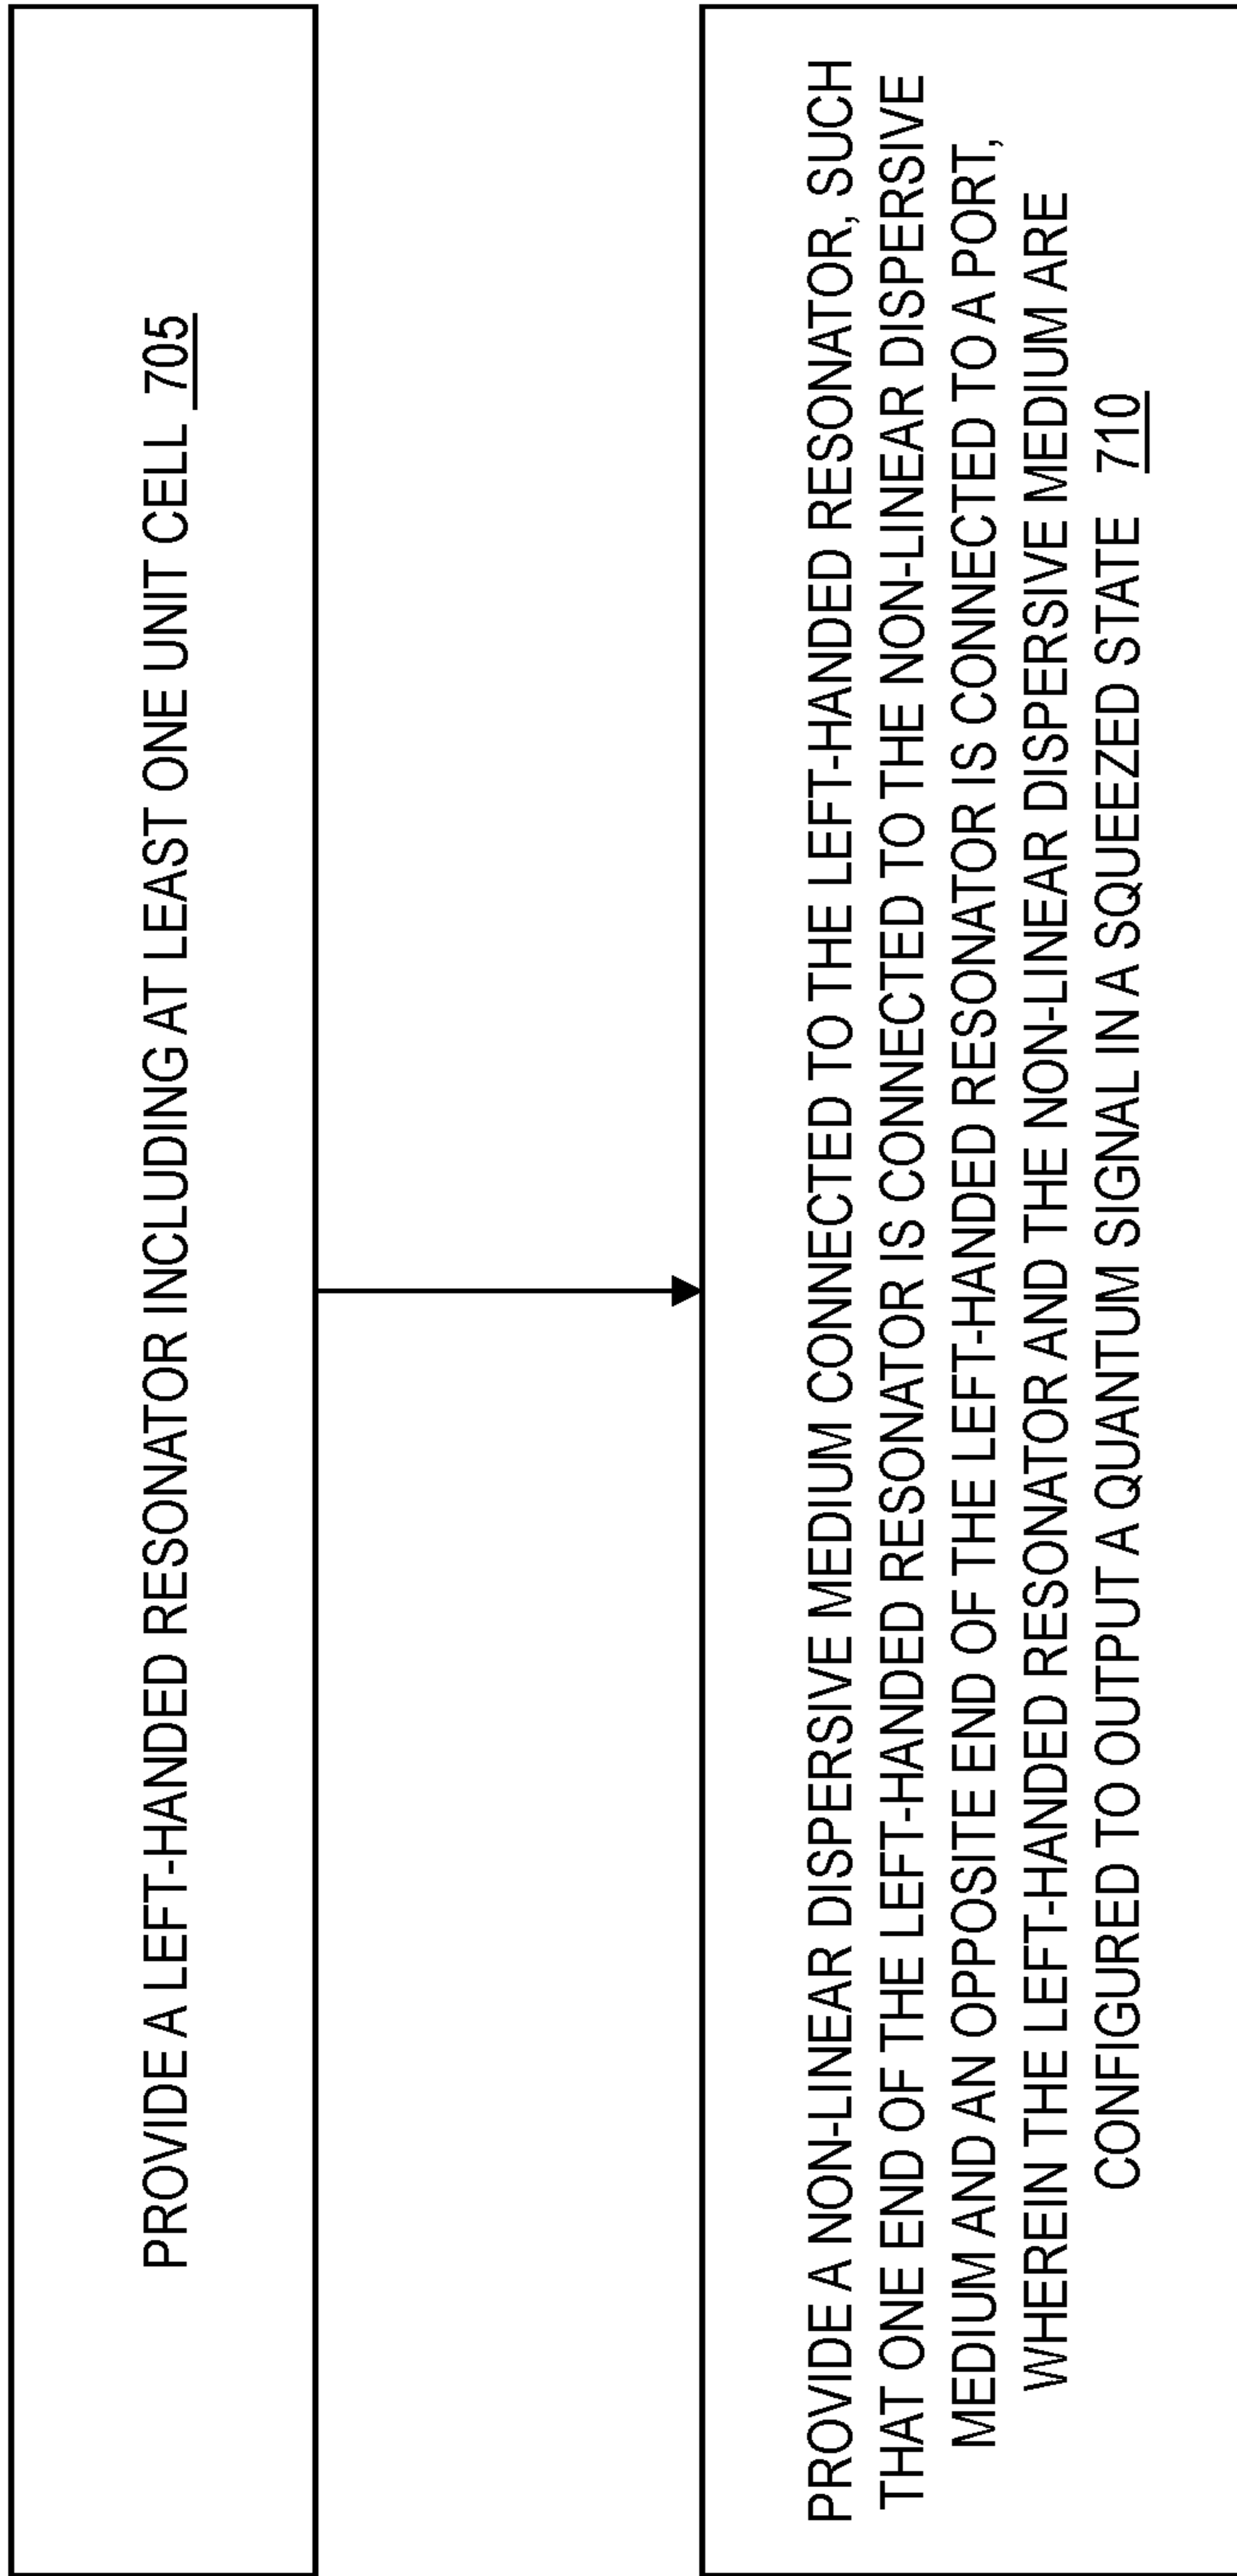 PROVIDE A LEFT-HANDED RESONATOR INCLUDING AT LEAST ONE UNIT CELL 705
PROVIDE A NON-LINEAR DISPERSIVE MEDIUM CONNECTED TO THE LEFT-HANDED RESONATOR, SUCH
THAT ONE END OF THE LEFT-HANDED RESONATOR IS CONNECTED TO THE NON-LINEAR DISPERSIVE
MEDIUM AND AN OPPOSITE END OF THE LEFT-HANDED RESONATOR IS CONNECTED TO A PORT,
WHEREIN THE LEFT-HANDED RESONATOR AND THE NON-LINEAR DISPERSIVE MEDIUM ARE
CONFIGURED TO OUTPUT A QUANTUM SIGNAL IN A SQUEEZED STATE 710